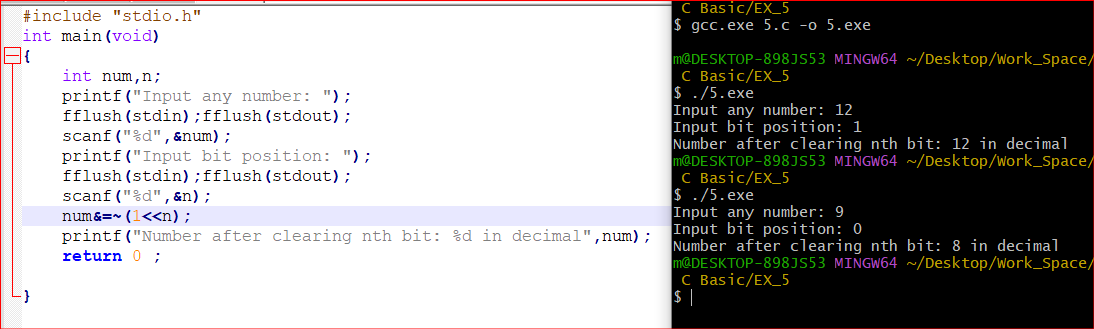 #include "stdio.h"
int main(void)
{
int num,n;
printf("Input any number: ");
fflush(stdin);fflush(stdout);
scanf("%d",&num);
printf("Input bit position: ");
fflush(stdin);fflush(stdout);
scanf("%d",&n);
num&=~(1<<n);
printf("Number after clearing nth bit: %d in decimal",num);
return 0 ;
}
C Basic/EX_5
$ gcc.exe 5.c -o 5.exe
m@DESKTOP-898JS53 MINGW64 ~/Desktop/Work_Space/
C Basic/EX_5
$ ./5.exe
Input any number: 12
Input bit position: 1
Number after clearing nth bit: 12 in decimal
m@DESKTOP-898JS53 MINGW64 ~/Desktop/Work_Space/
C Basic/EX_5
$ ./5.exe
Input any number: 9
Input bit position: 0
Number after clearing nth bit: 8 in decimal
m@DESKTOP-898JS53 MINGW64 ~/Desktop/Work_Space/
C Basic/EX_5
$